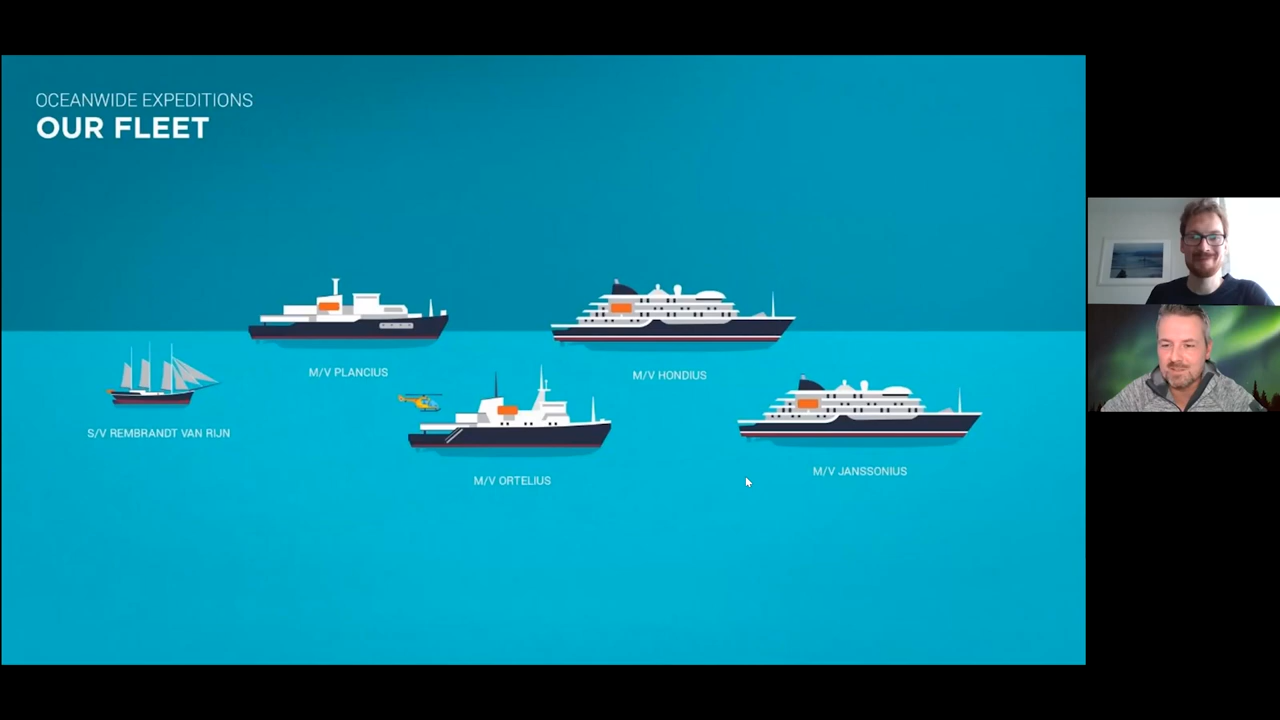 OCEANWIDE EXPEDITIONS
OUR FLEET
M/V PLANCIUS
M/V HONDIUS
S/V REMBRANDT VAN RIJN
M/V ORTELIUS
M/V JANSSONIUS